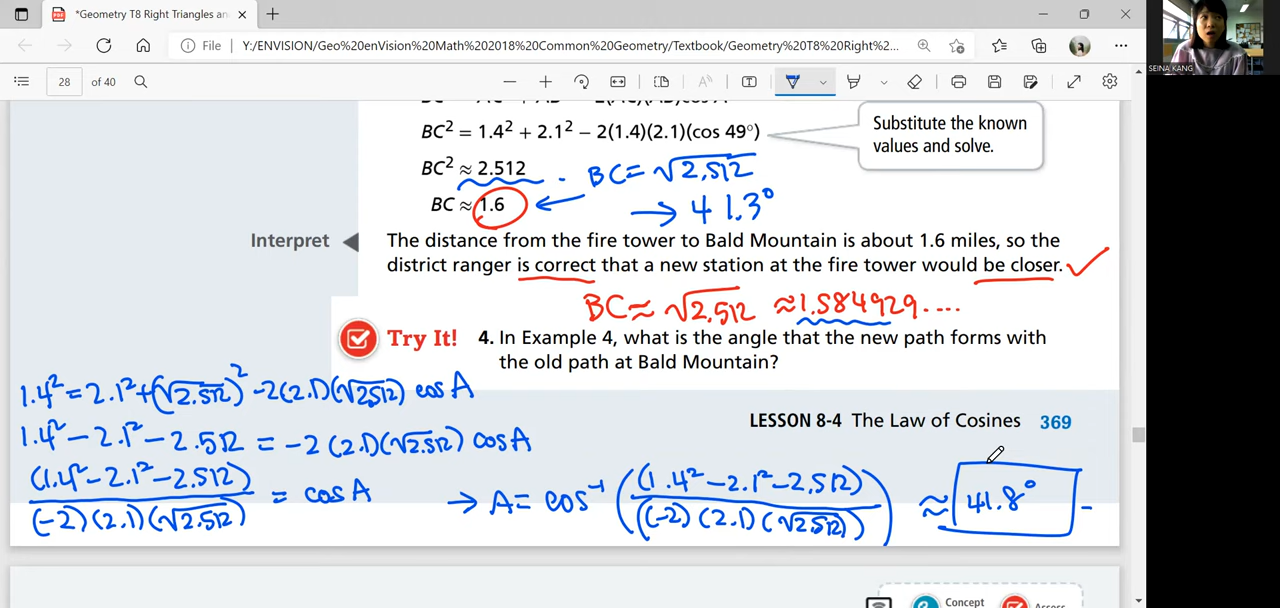 *Geometry T8 Right Triangles an
File
Y:/ENVISION/Geo%20enVision%20Math%202018%20Common%20Geometry/Textbook/Geometry%20T8%20Right%2...
SEINA KANG
28 of 40
BC² = 1.4² + 2.1² − 2(1.4)(2.1)(cos 49°)
Substitute the known
values and solve.
BC² ≈ 2.512
BC = √2.512
BC ≈ 1.6
→ 41.3°
Interpret
The distance from the fire tower to Bald Mountain is about 1.6 miles, so the
district ranger is correct that a new station at the fire tower would be closer. ✓
BC ≈ √2.512 ≈ 1.584929....
Try It! 4. In Example 4, what is the angle that the new path forms with
the old path at Bald Mountain?
1.4² = 2.1² + (√2.512)² − 2(2.1)(√2.512) cos A
LESSON 8-4 The Law of Cosines 369
1.4² − 2.1² − 2.512 = −2(2.1)(√2.512) cos A
(1.4² − 2.1² − 2.512) / (−2)(2.1)(√2.512) = cos A
→ A = cos⁻¹((1.4² − 2.1² − 2.512) / ((−2)(2.1)(√2.512))) ≈ 41.8°
Concept
Assess